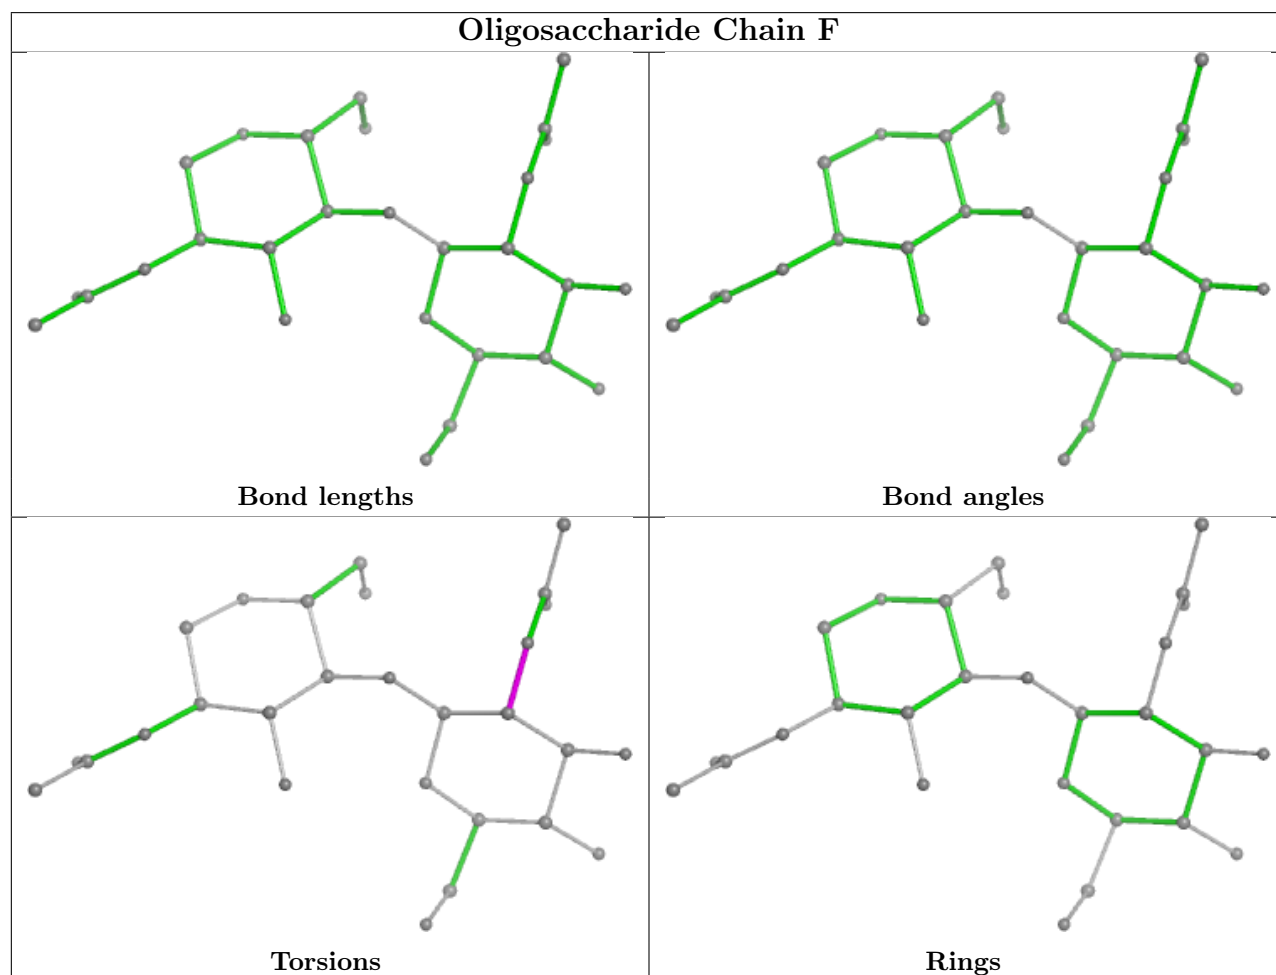 Oligosaccharide Chain F
Bond lengths
Bond angles
Torsions
Rings